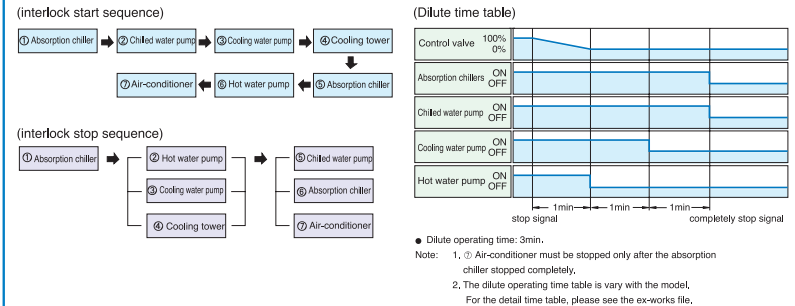 (interlock start sequence)
① Absorption chiller
② Chilled water pump
③ Cooling water pump
④ Cooling tower
⑦ Air-conditioner
⑥ Hot water pump
⑤ Absorption chiller
(interlock stop sequence)
① Absorption chiller
② Hot water pump
⑤ Chilled water pump
③ Cooling water pump
⑥ Absorption chiller
④ Cooling tower
⑦ Air-conditioner
(Dilute time table)
Control valve 100%
0%
Absorption chillers ON
OFF
Chilled water pump ON
OFF
Cooling water pump ON
OFF
Hot water pump ON
OFF
1min 1min 1min
stop signal completely stop signal
● Dilute operating time: 3min.
Note: 1. ⑦ Air-conditioner must be stopped only after the absorption
chiller stopped completely.
2. The dilute operating time table is vary with the model.
For the detail time table, please see the ex-works file.